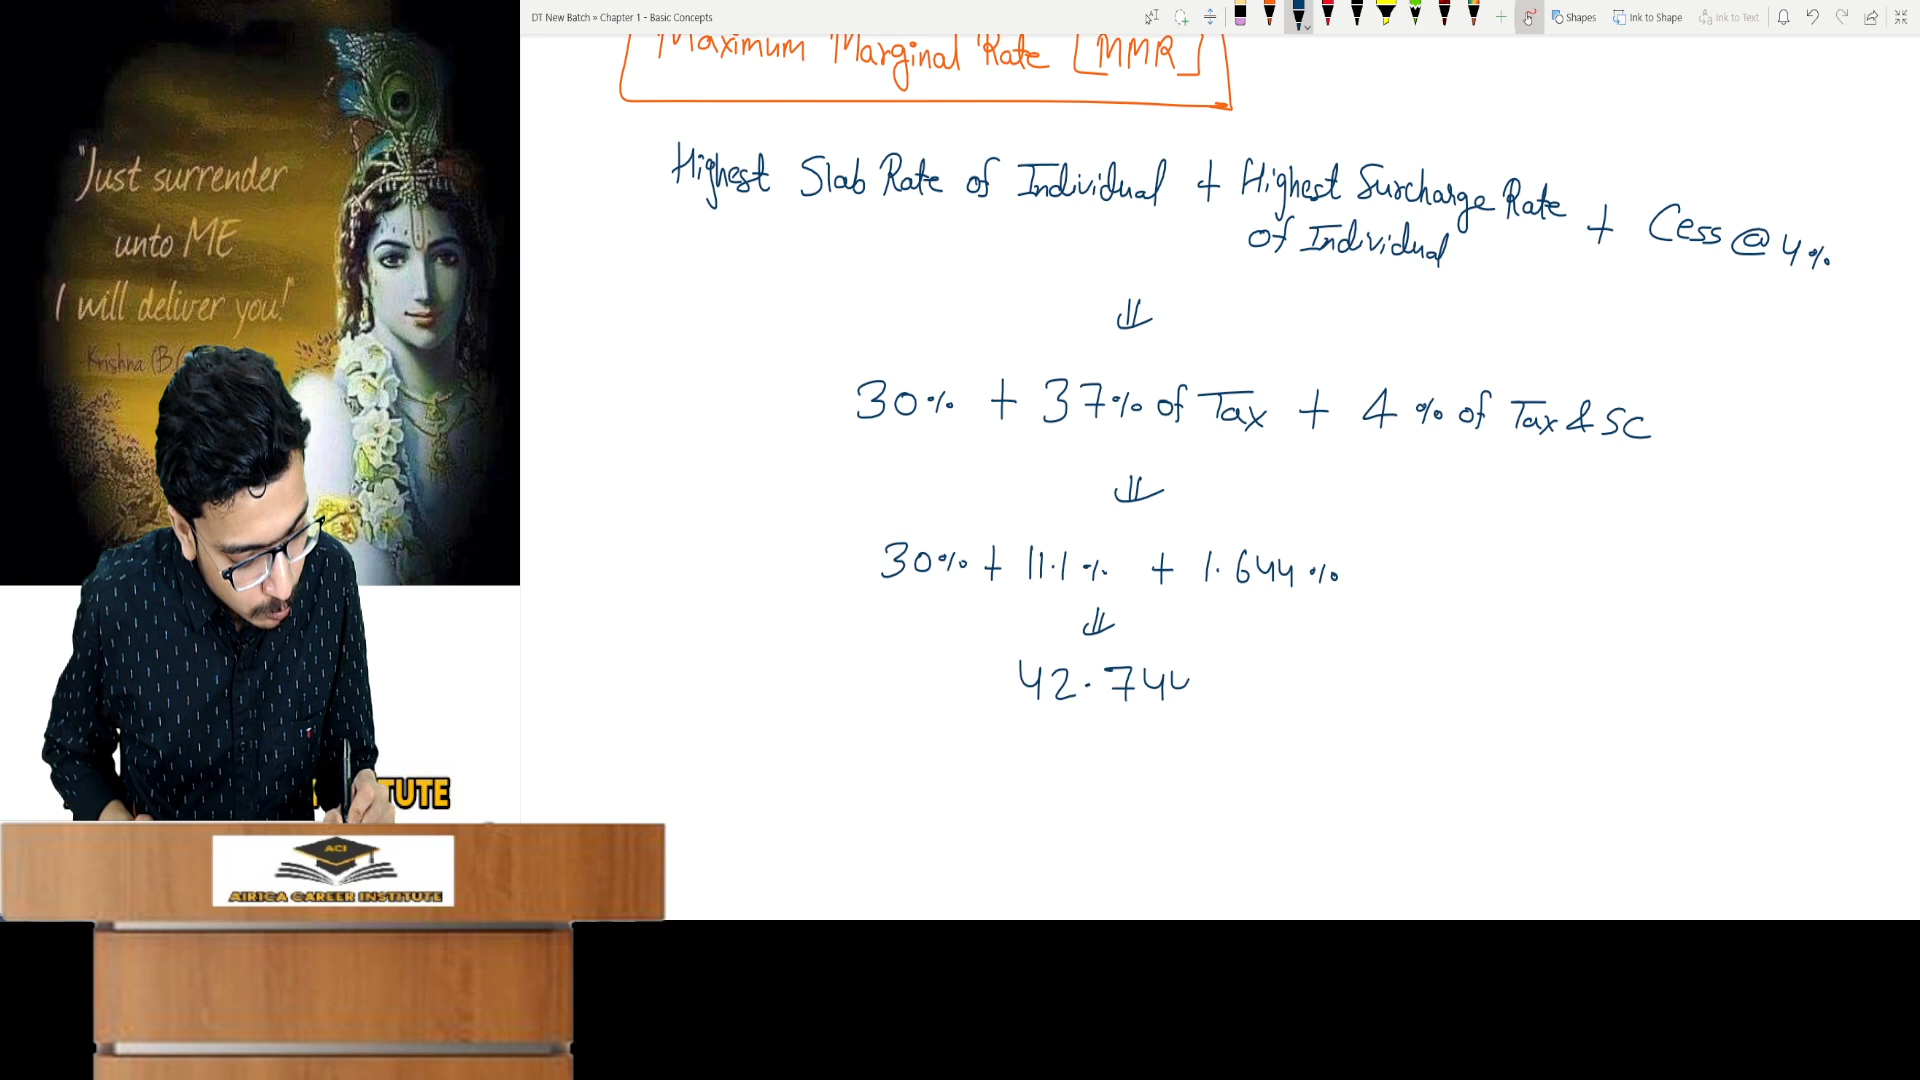 DT New Batch » Chapter 1 - Basic Concepts
Shapes
Ink to Shape
Ink to Text
Maximum Marginal Rate [MMR]
Highest Slab Rate of Individual + Highest Surcharge Rate of Individual + Cess @ 4%
⇓
30% + 37% of Tax + 4% of Tax & SC
⇓
30% + 11.1% + 1.644%
⇓
42.744
"Just surrender
unto ME
I will deliver you!"
Krishna (B.G
TUTE
ACI
AIRICA CAREER INSTITUTE